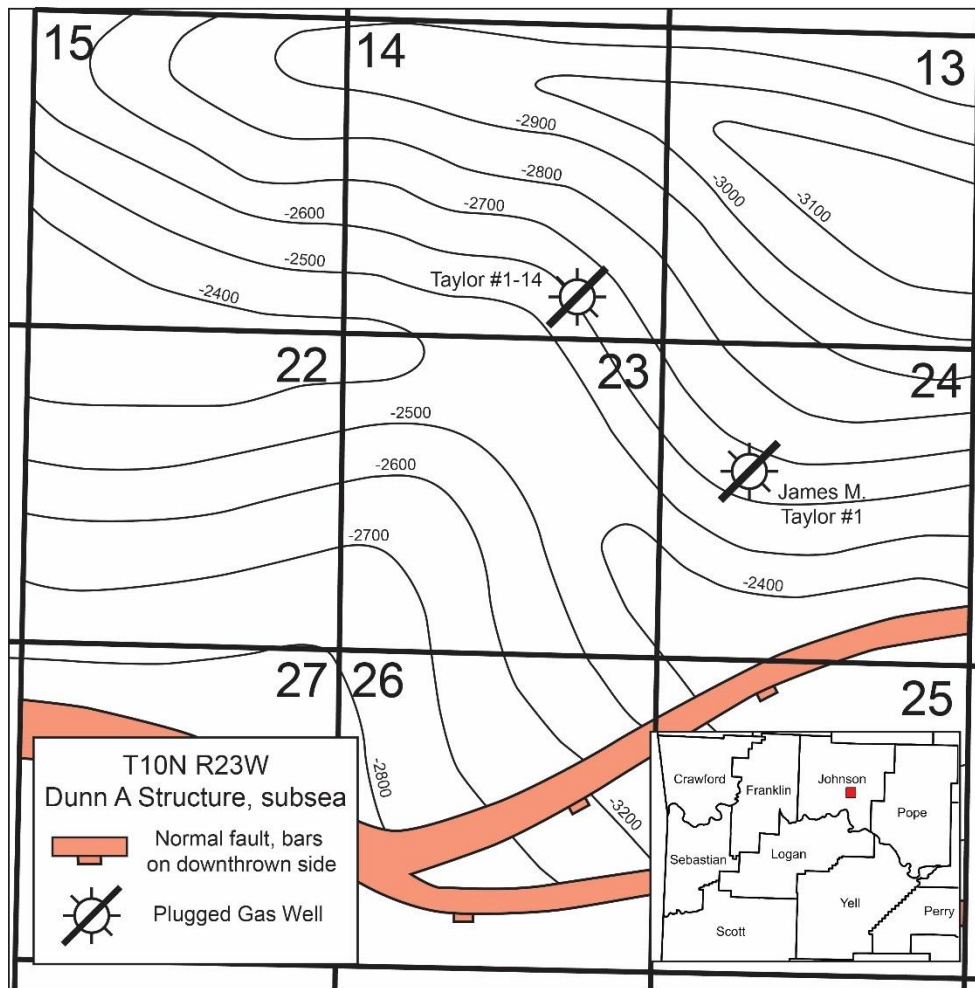 15
14
13
-2900
-2800
-3000
-3100
-2700
-2600
-2500
-2400
Taylor #1-14
22
23
24
-2500
-2600
-2700
James M.
Taylor #1
-2400
27
26
25
-2800
-3200
T10N R23W
Dunn A Structure, subsea
Normal fault, bars
on downthrown side
Plugged Gas Well
Crawford
Franklin
Johnson
Pope
Sebastian
Logan
Yell
Perry
Scott